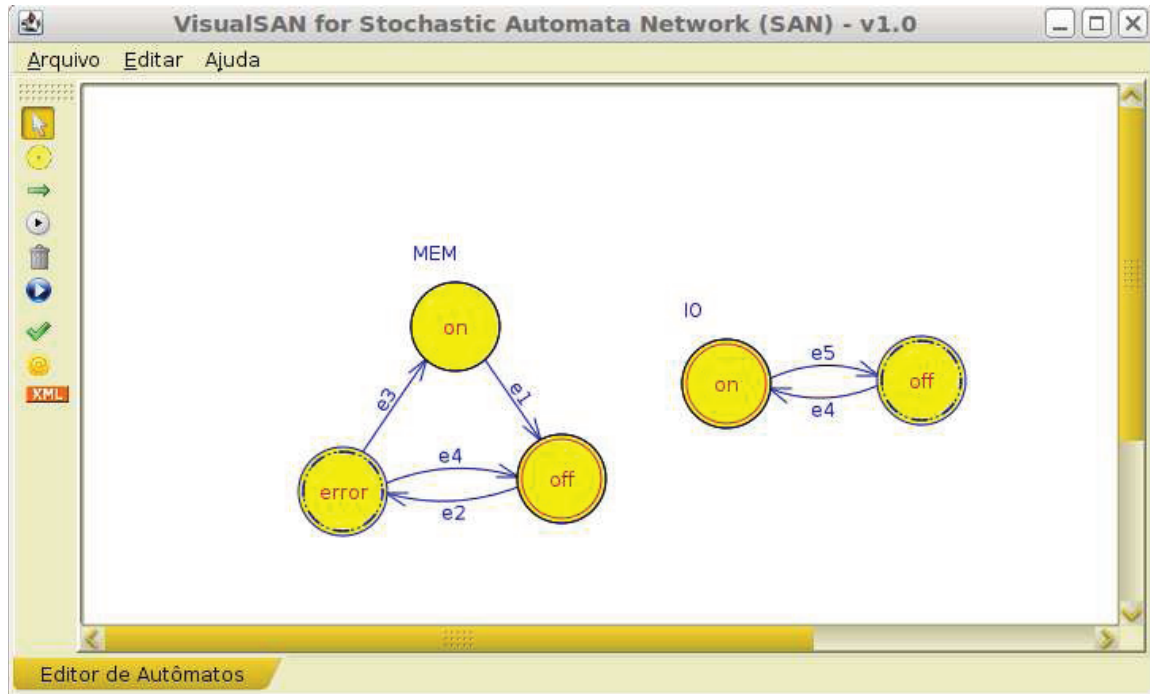 VisualSAN for Stochastic Automata Network (SAN) - v1.0
Arquivo Editar Ajuda
MEM
on
e3
e1
error
e4
e2
off
IO
on
e5
e4
off
XML
Editor de Autômatos